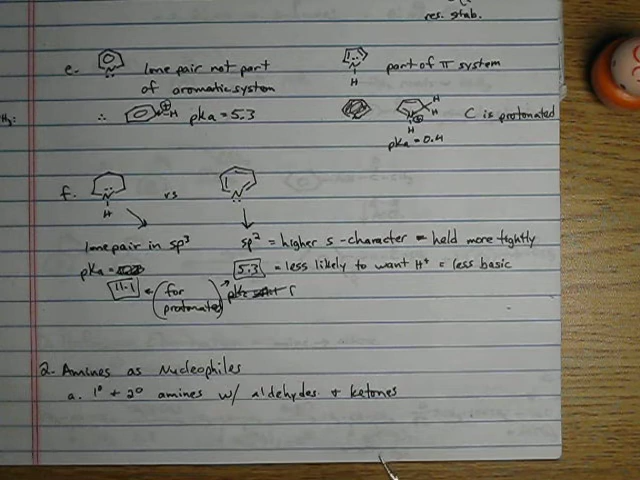 res. stab.
e. N lone pair not part N H part of π system
of aromatic system
H₂:
∴ N⊕-H pKa = 5.3 N H ⊕ H H C is protonated
pKa = 0.4
f. N H vs N
lone pair in sp³ sp² = higher s-character = held more tightly
pKa = 5.3 = less likely to want H⁺ = less basic
11.1 ← (for protonated) → pKa
2. Amines as Nucleophiles
a. 1° + 2° amines w/ aldehydes + ketones